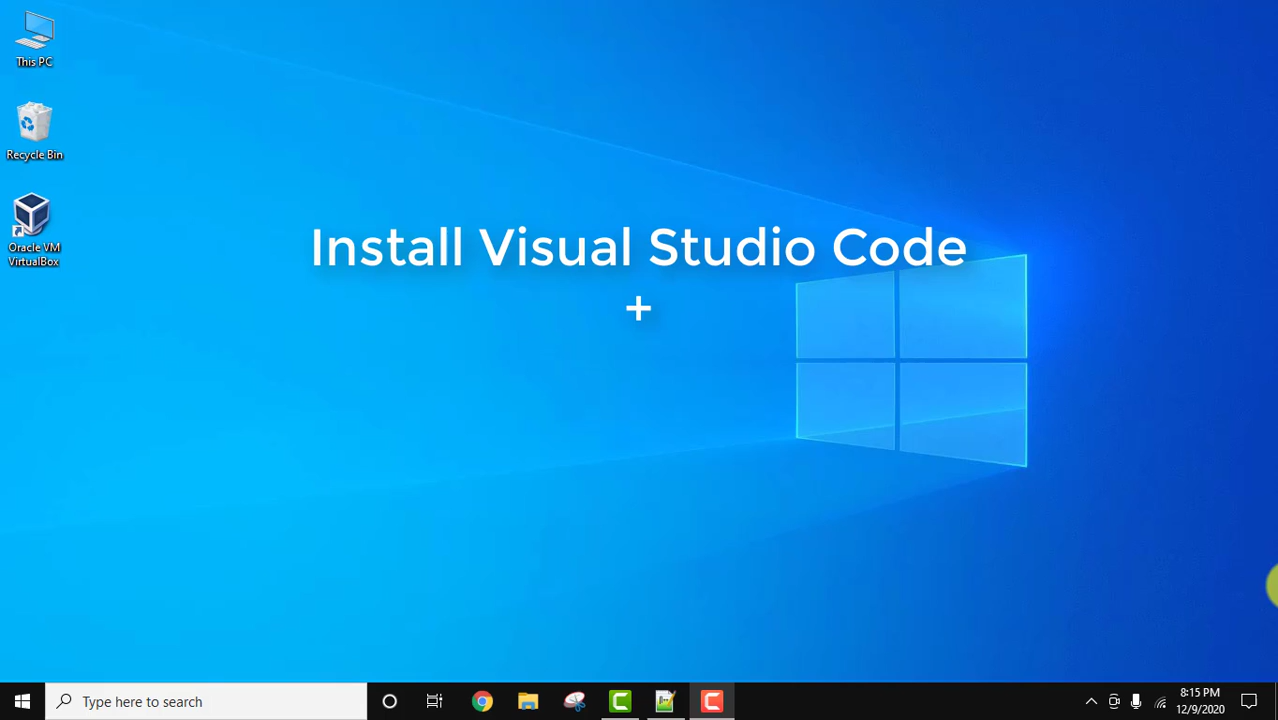 This PC
Recycle Bin
Oracle VM
VirtualBox
Install Visual Studio Code
+
Type here to search
8:15 PM
12/9/2020